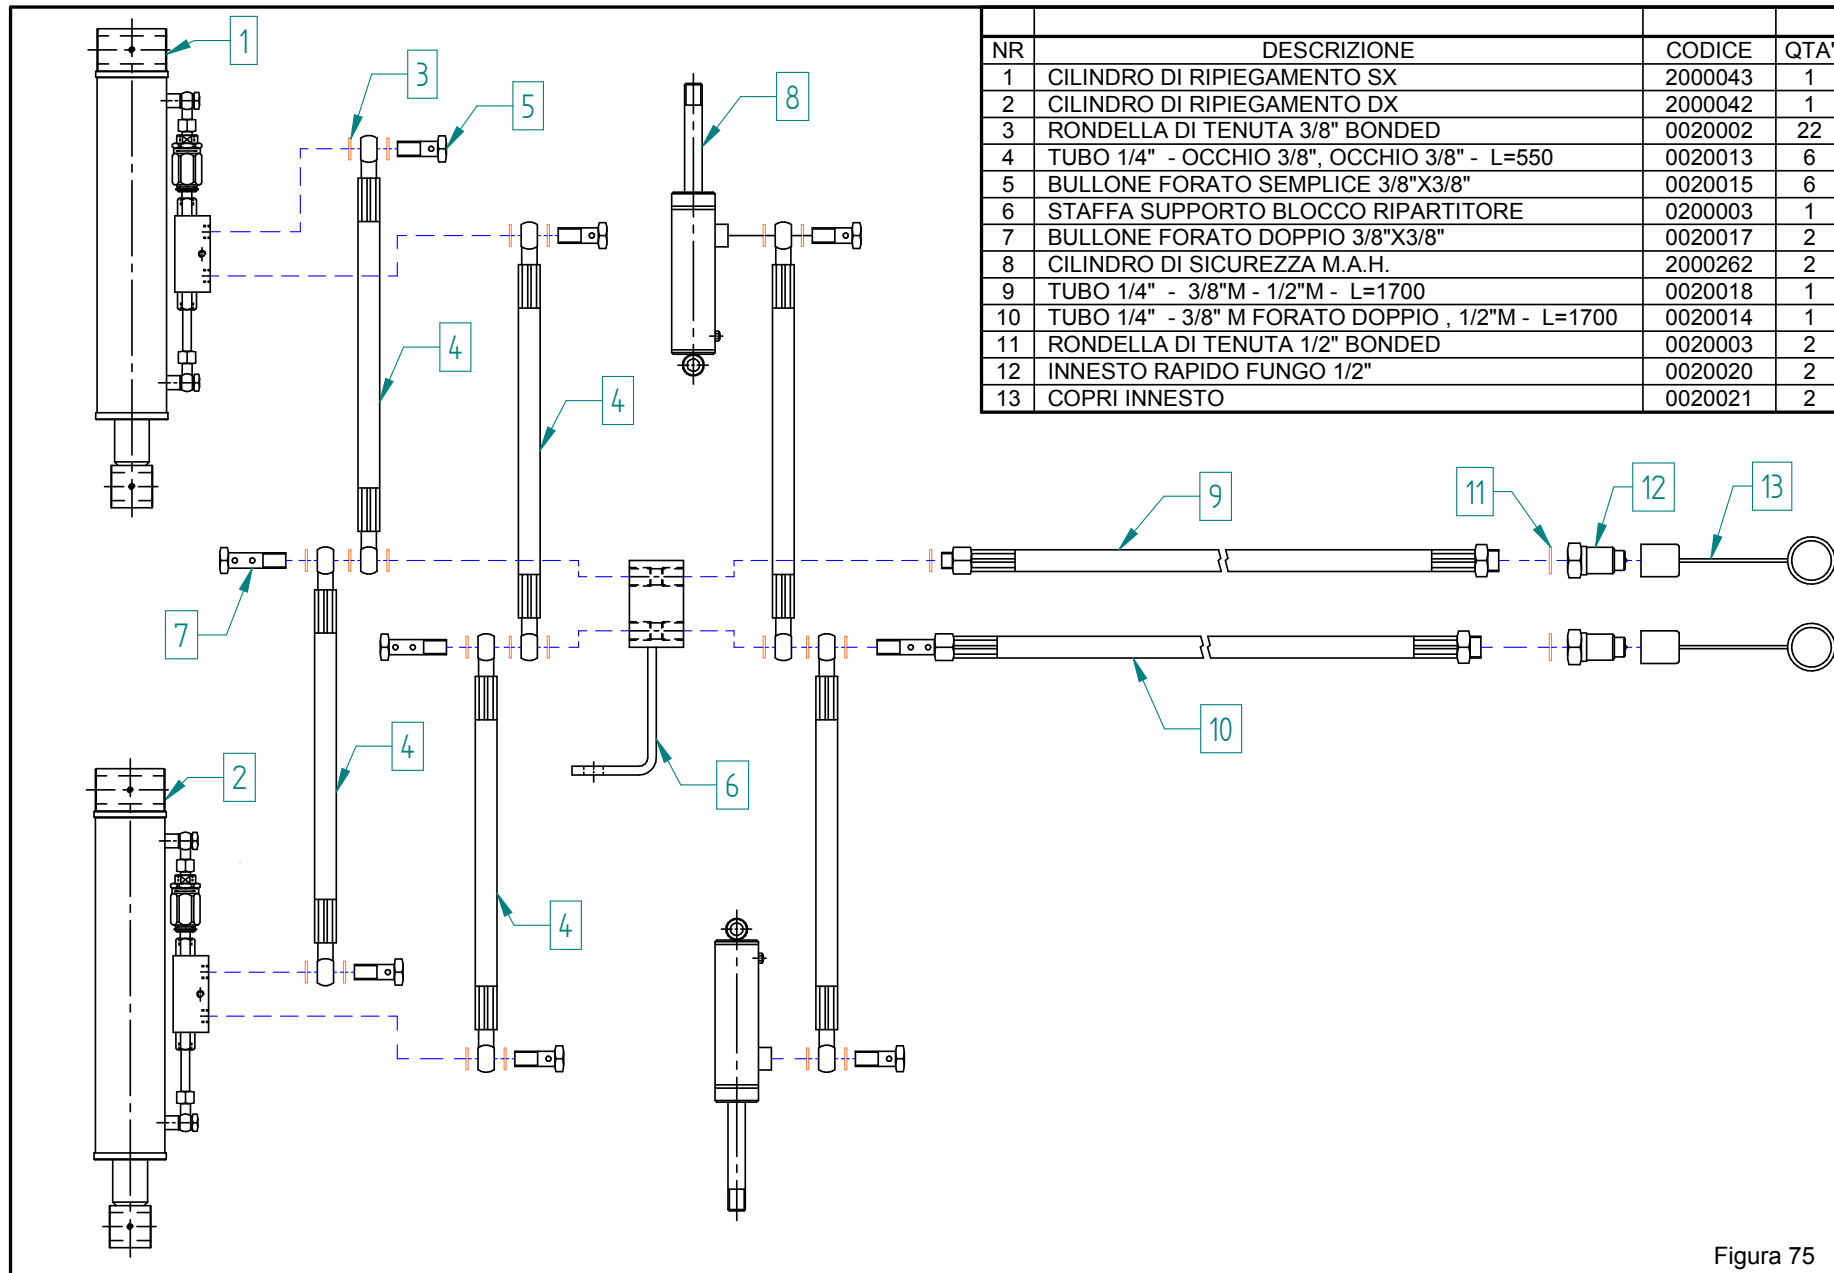 NR DESCRIZIONE CODICE QTA'
1 CILINDRO DI RIPIEGAMENTO SX 2000043 1
2 CILINDRO DI RIPIEGAMENTO DX 2000042 1
3 RONDELLA DI TENUTA 3/8" BONDED 0020002 22
4 TUBO 1/4" - OCCHIO 3/8", OCCHIO 3/8" - L=550 0020013 6
5 BULLONE FORATO SEMPLICE 3/8"X3/8" 0020015 6
6 STAFFA SUPPORTO BLOCCO RIPARTITORE 0200003 1
7 BULLONE FORATO DOPPIO 3/8"X3/8" 0020017 2
8 CILINDRO DI SICUREZZA M.A.H. 2000262 2
9 TUBO 1/4" - 3/8"M - 1/2"M - L=1700 0020018 1
10 TUBO 1/4" - 3/8" M FORATO DOPPIO , 1/2"M - L=1700 0020014 1
11 RONDELLA DI TENUTA 1/2" BONDED 0020003 2
12 INNESTO RAPIDO FUNGO 1/2" 0020020 2
13 COPRI INNESTO 0020021 2
1
3
5
8
4
4
9
11
12
13
7
10
4
2
6
4
Figura 75